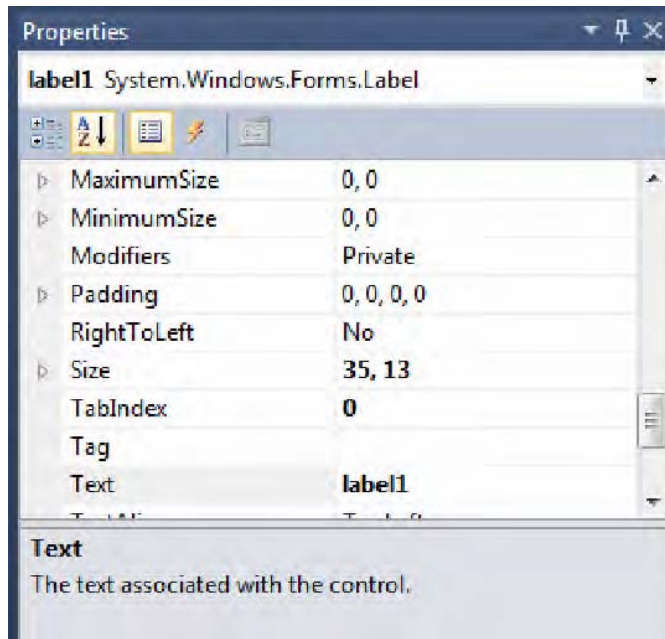 Properties
label1 System.Windows.Forms.Label
MaximumSize 0, 0
MinimumSize 0, 0
Modifiers Private
Padding 0, 0, 0, 0
RightToLeft No
Size 35, 13
TabIndex 0
Tag
Text label1
Text
The text associated with the control.